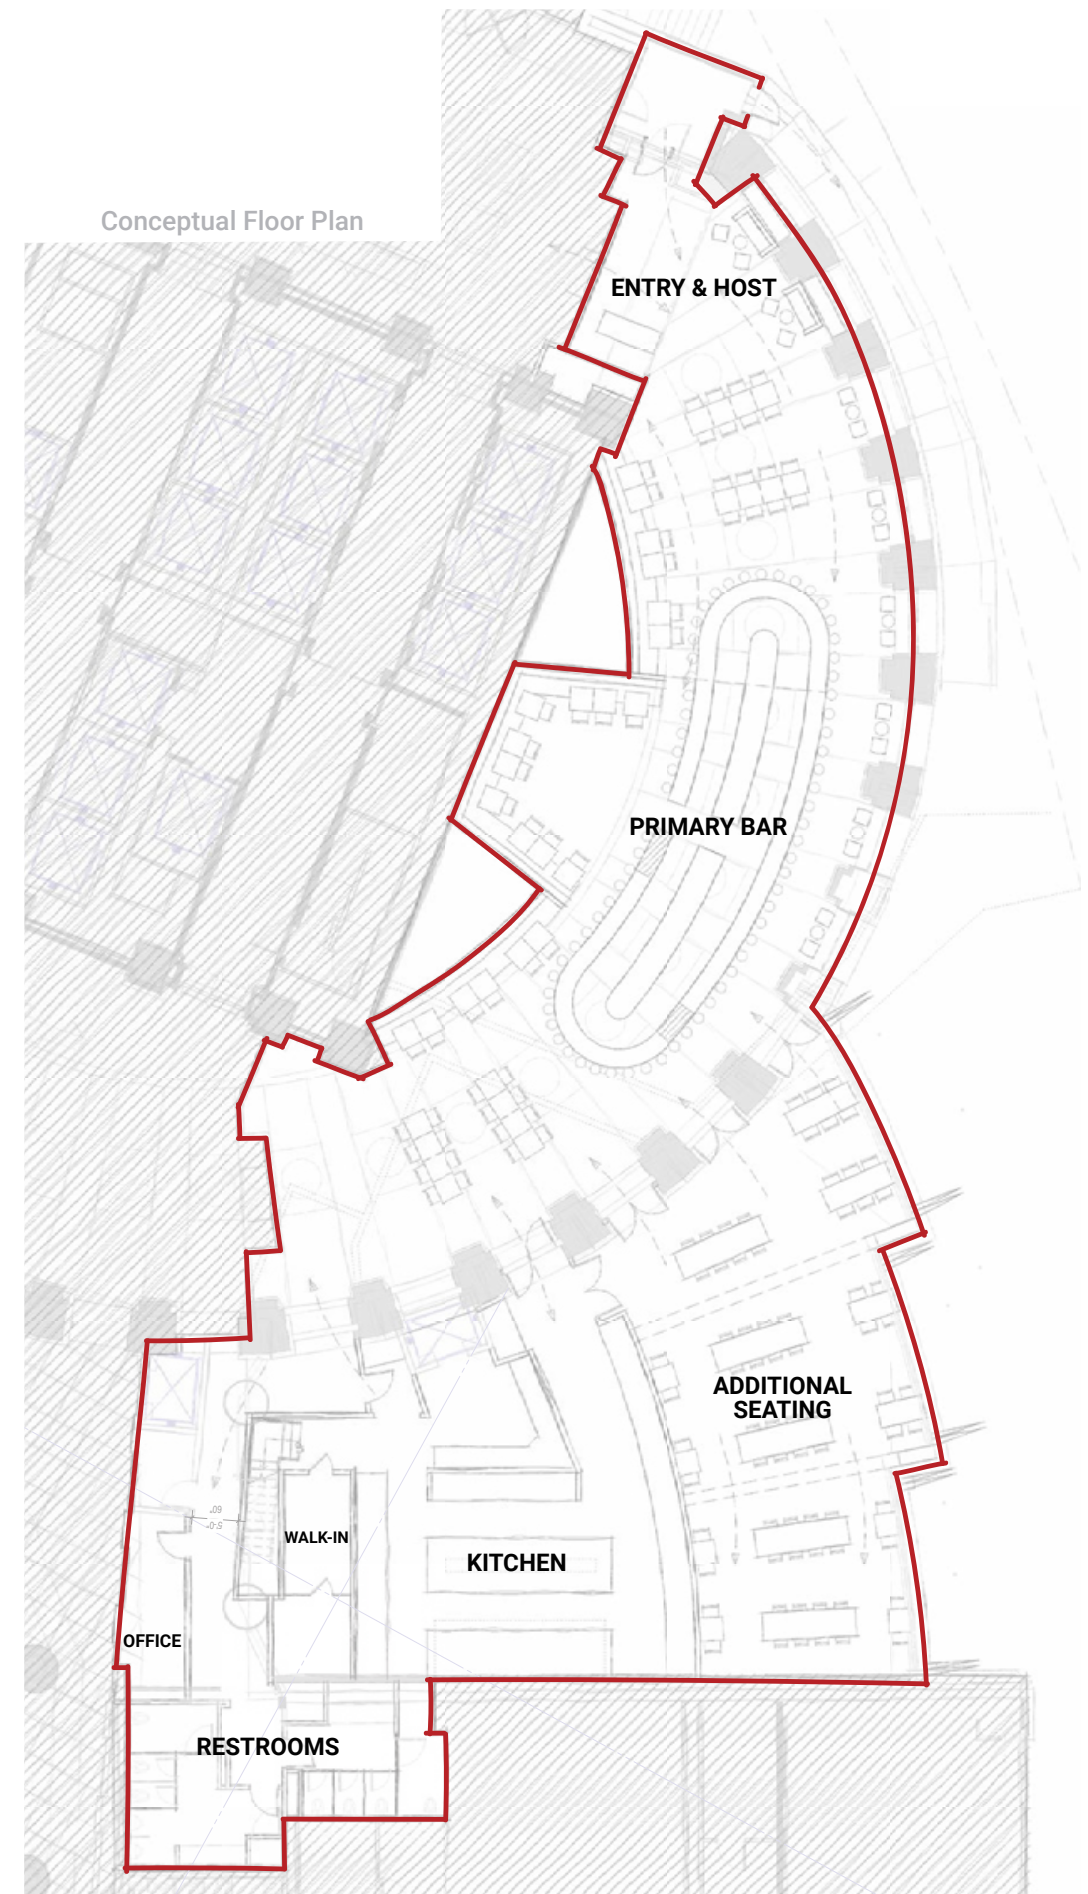 Conceptual Floor Plan
ENTRY & HOST
PRIMARY BAR
ADDITIONAL
SEATING
WALK-IN
KITCHEN
OFFICE
RESTROOMS